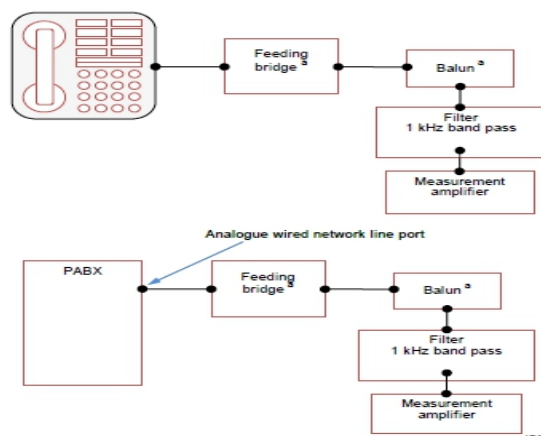 Feeding
bridge a
Balun a
Filter
1 kHz band pass
Measurement
amplifier
Analogue wired network line port
PABX
Feeding
bridge a
Balun a
Filter
1 kHz band pass
Measurement
amplifier